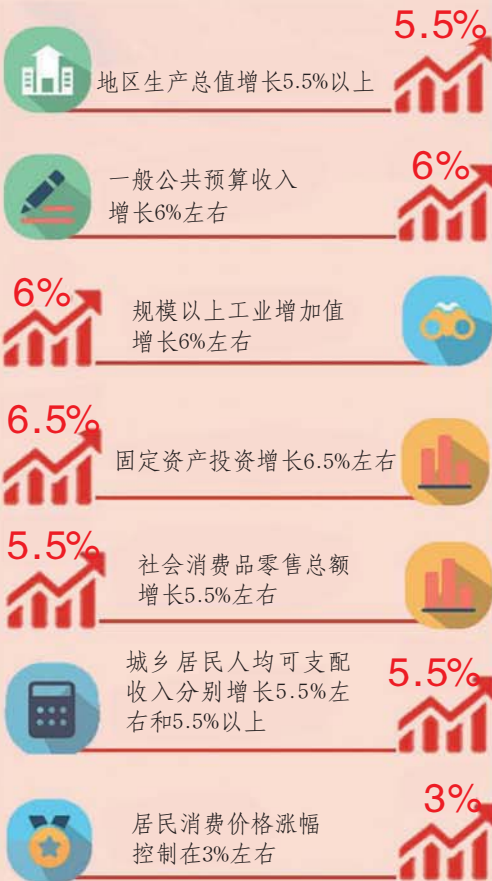 5.5%
地区生产总值增长5.5%以上
6%
一般公共预算收入
增长6%左右
6%
规模以上工业增加值
增长6%左右
6.5%
固定资产投资增长6.5%左右
5.5%
社会消费品零售总额
增长5.5%左右
5.5%
城乡居民人均可支配
收入分别增长5.5%左
右和5.5%以上
3%
居民消费价格涨幅
控制在3%左右